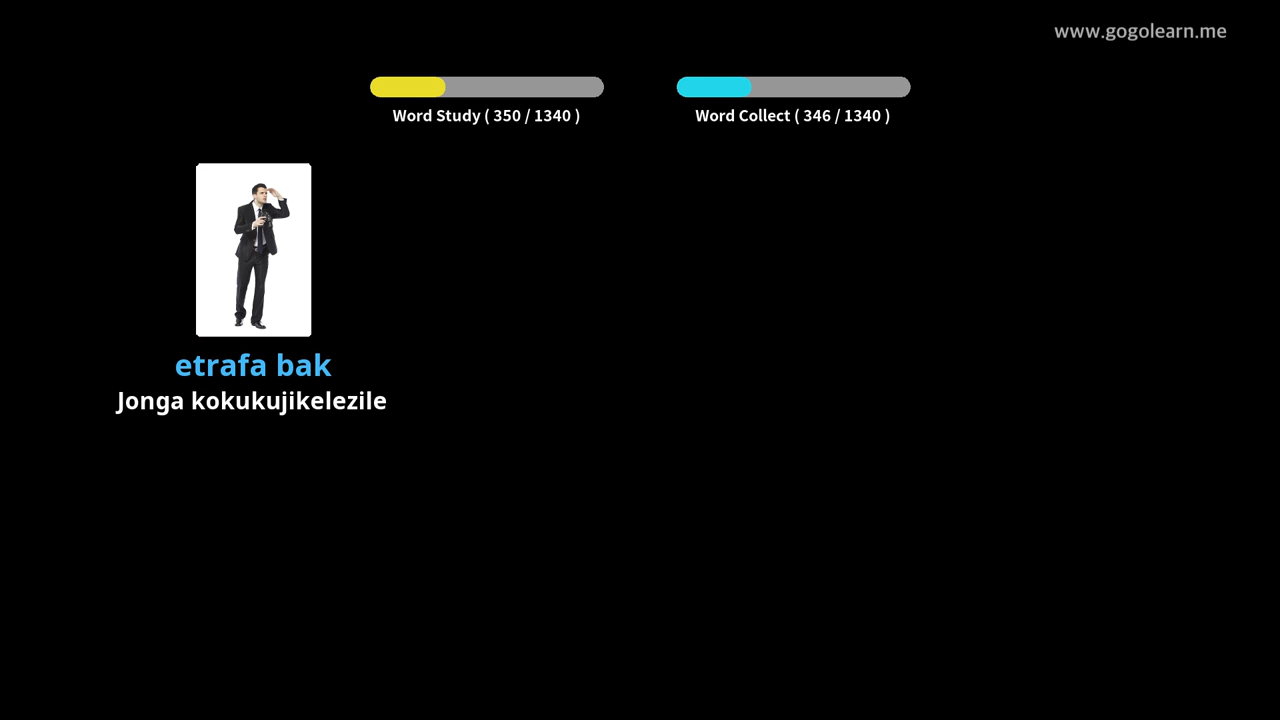 www.gogolearn.me
Word Study ( 350 / 1340 )
Word Collect ( 346 / 1340 )
etrafa bak
Jonga kokukujikelezile